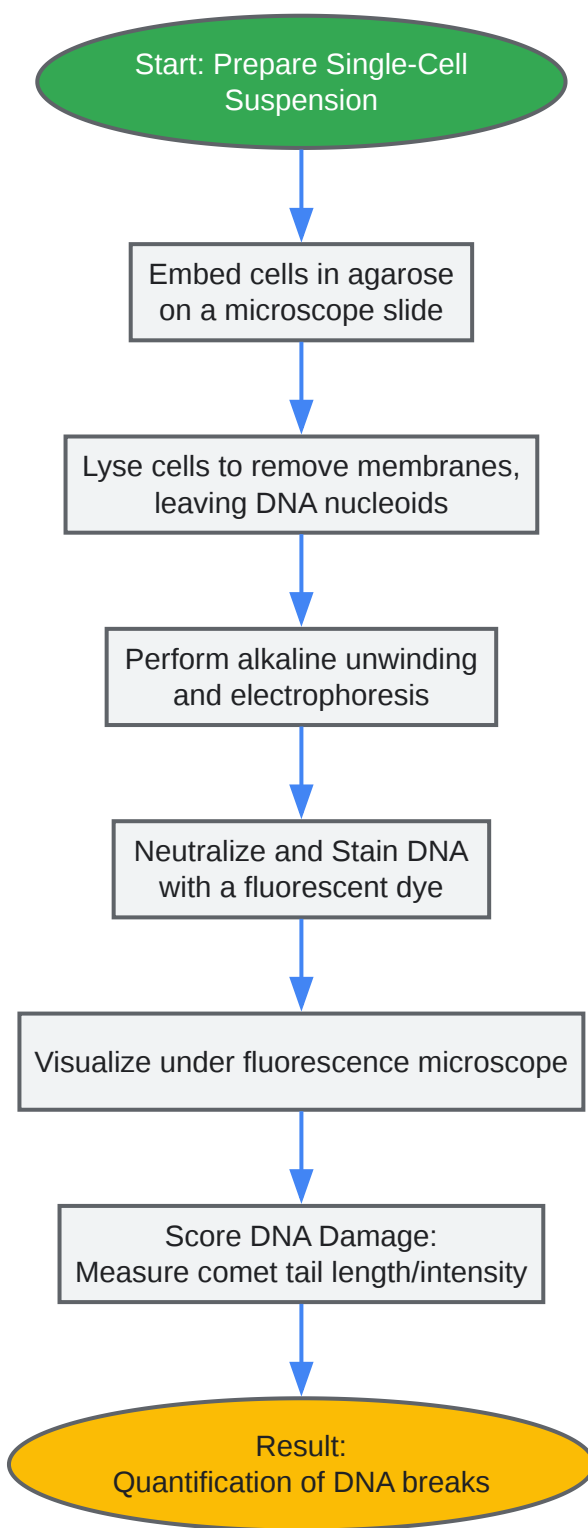 Start: Prepare Single-Cell
Suspension
Embed cells in agarose
on a microscope slide
Lyse cells to remove membranes,
leaving DNA nucleoids
Perform alkaline unwinding
and electrophoresis
Neutralize and Stain DNA
with a fluorescent dye
Visualize under fluorescence microscope
Score DNA Damage:
Measure comet tail length/intensity
Result:
Quantification of DNA breaks